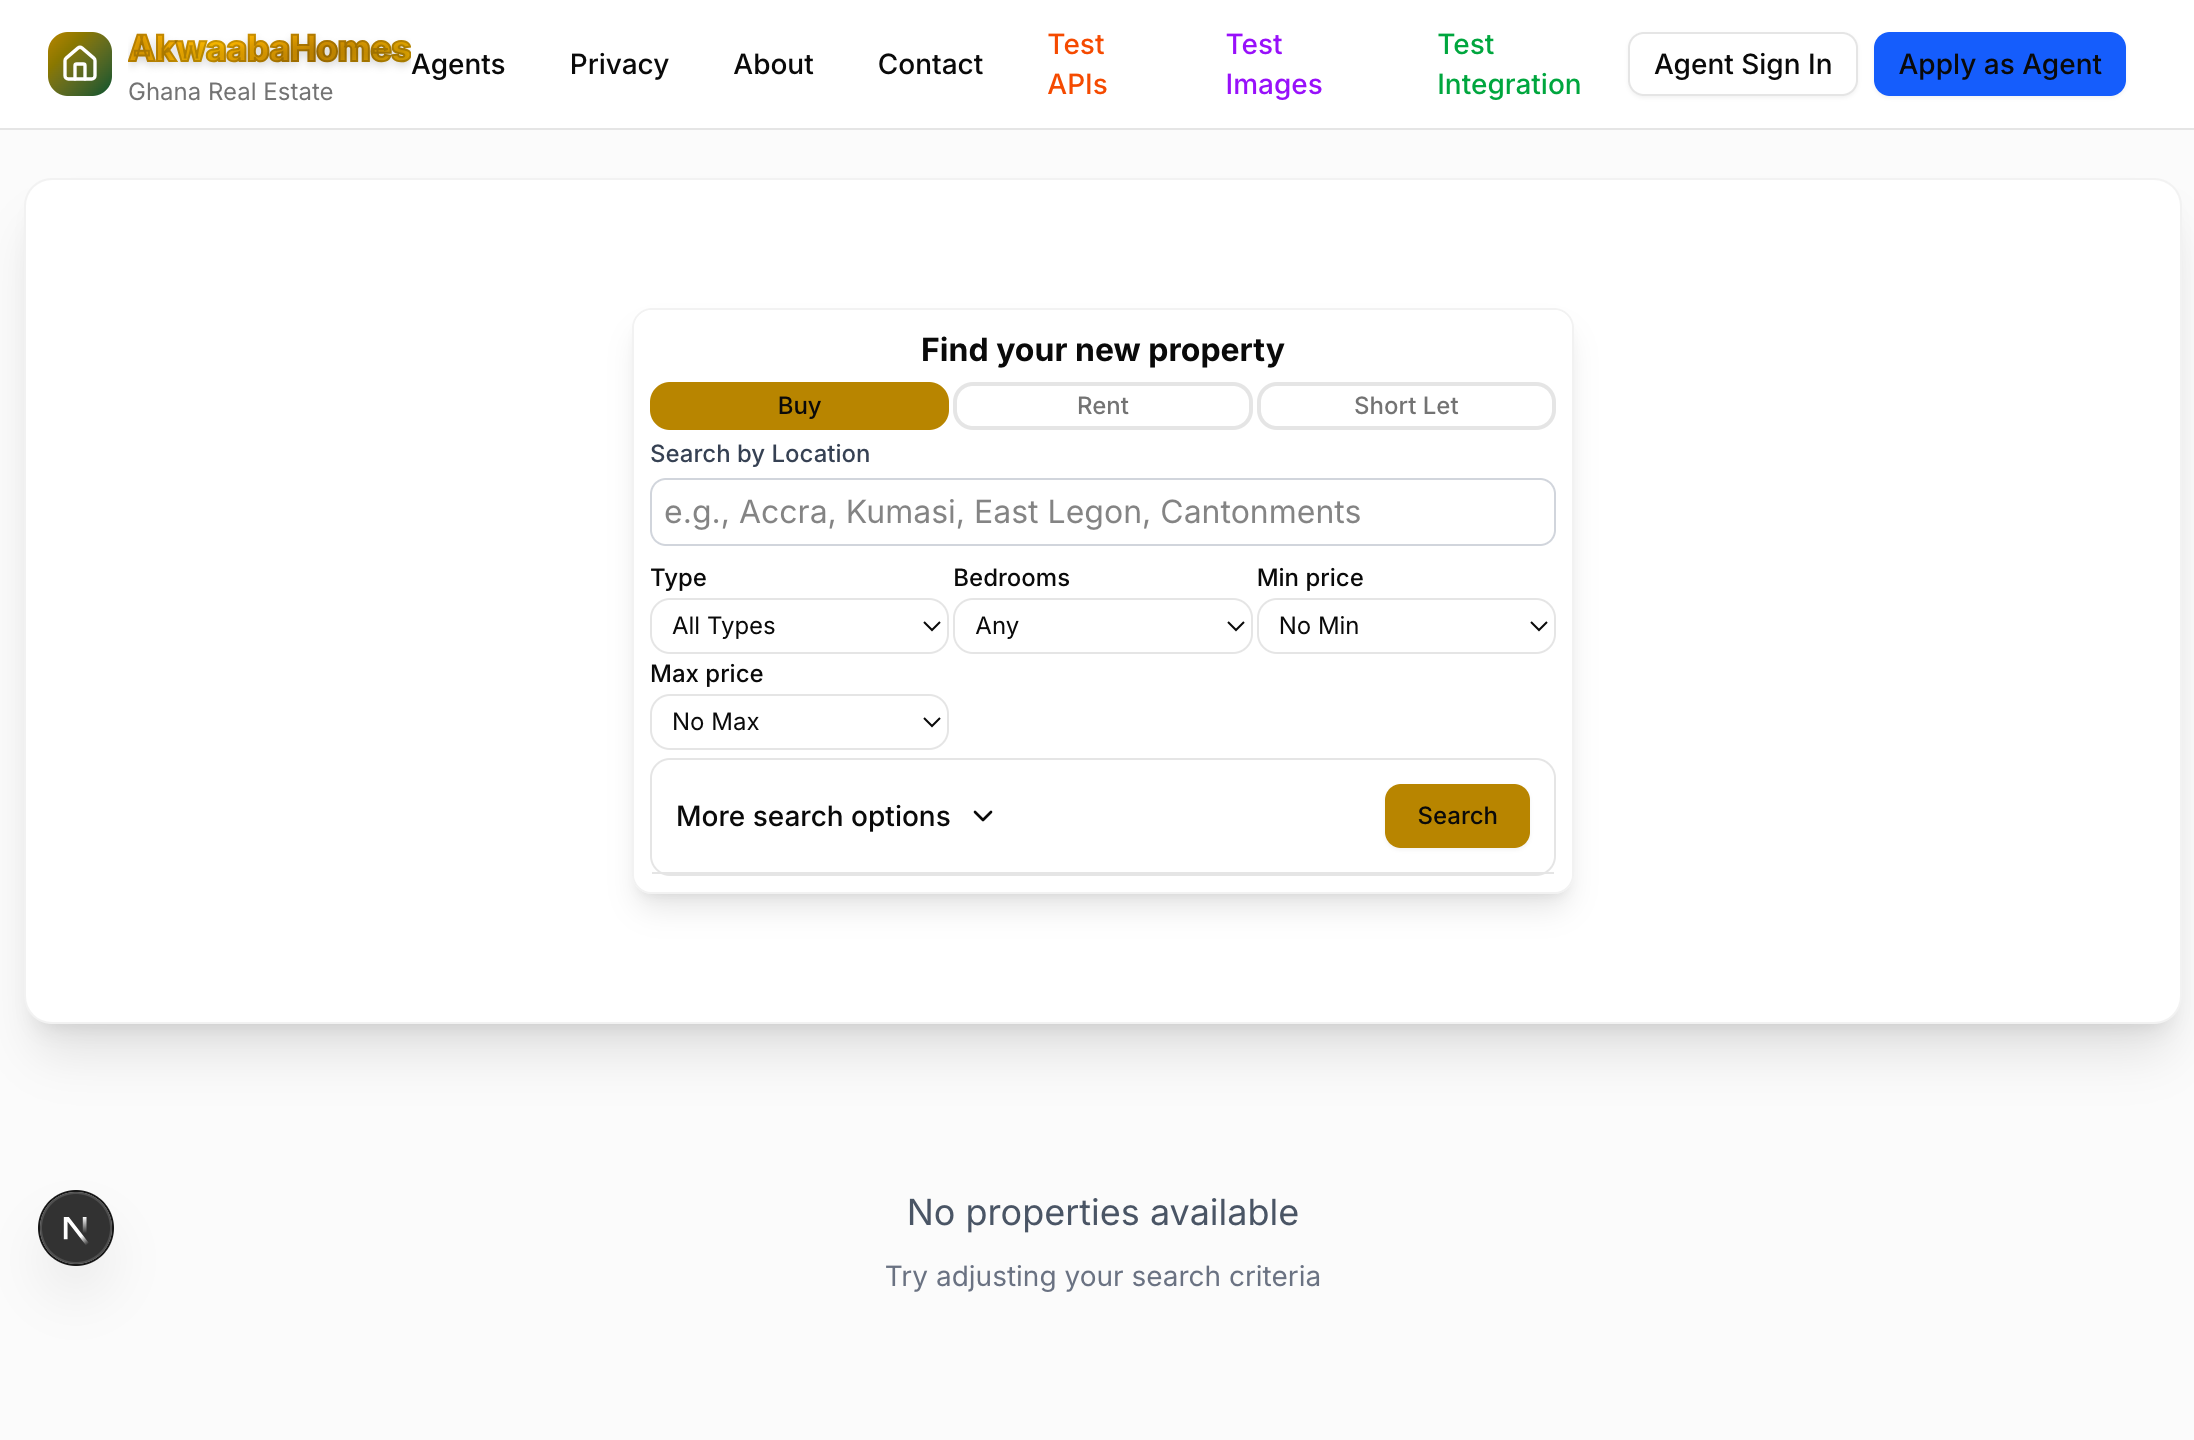 AkwaabaHomes
Ghana Real Estate
Agents
Privacy
About
Contact
Test
APIs
Test
Images
Test
Integration
Agent Sign In
Apply as Agent
Find your new property
Buy
Rent
Short Let
Search by Location
e.g., Accra, Kumasi, East Legon, Cantonments
Type
Bedrooms
Min price
All Types
Any
No Min
Max price
No Max
More search options
Search
No properties available
Try adjusting your search criteria
N